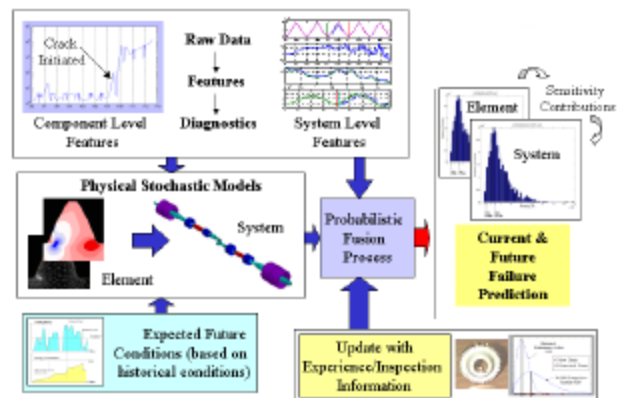 Crack
Initiated
Component Level
Features
Raw Data
Features
Diagnostics
System Level
Features
Sensitivity
Contributions
Element
System
Physical Stochastic Models
System
Element
Probabilistic
Fusion
Process
Current &
Future
Failure
Prediction
Expected Future
Conditions (based on
historical conditions)
Update with
Experience/Inspection
Information